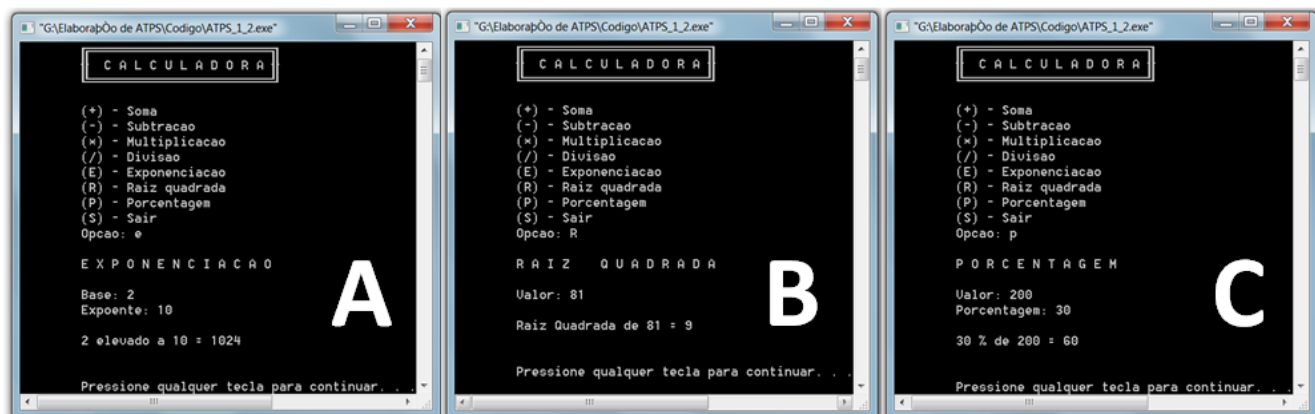 "G:\ElaboraþÒo de ATPS\Codigo\ATPS_1_2.exe"
C A L C U L A D O R A
(+) - Soma
(-) - Subtracao
(*) - Multiplicacao
(/) - Divisao
(E) - Exponenciacao
(R) - Raiz quadrada
(P) - Porcentagem
(S) - Sair
Opcao: e
E X P O N E N C I A C A O
Base: 2
Expoente: 10
2 elevado a 10 = 1024
Pressione qualquer tecla para continuar. . .
A
"G:\ElaboraþÒo de ATPS\Codigo\ATPS_1_2.exe"
C A L C U L A D O R A
(+) - Soma
(-) - Subtracao
(*) - Multiplicacao
(/) - Divisao
(E) - Exponenciacao
(R) - Raiz quadrada
(P) - Porcentagem
(S) - Sair
Opcao: R
R A I Z   Q U A D R A D A
Valor: 81
Raiz Quadrada de 81 = 9
Pressione qualquer tecla para continuar. . .
B
"G:\ElaboraþÒo de ATPS\Codigo\ATPS_1_2.exe"
C A L C U L A D O R A
(+) - Soma
(-) - Subtracao
(*) - Multiplicacao
(/) - Divisao
(E) - Exponenciacao
(R) - Raiz quadrada
(P) - Porcentagem
(S) - Sair
Opcao: p
P O R C E N T A G E M
Valor: 200
Porcentagem: 30
30 % de 200 = 60
Pressione qualquer tecla para continuar. . .
C